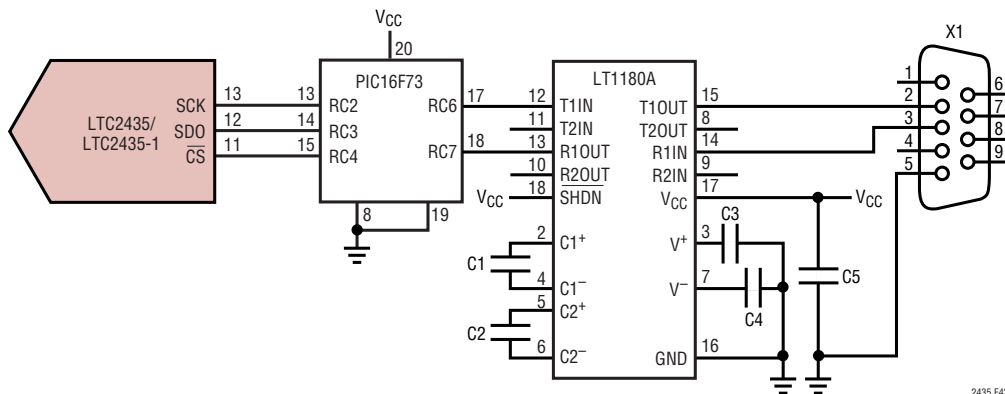 X1
VCC
20
LT1180A
PIC16F73
LTC2435/
LTC2435-1
SCK 13 13 RC2 RC6 17 12 T1IN T1OUT 15
SDO 12 14 RC3 11 T2IN T2OUT 8
CS 11 15 RC4 RC7 18 13 R1OUT R1IN 14
10 R2OUT R2IN 9
VCC 18 SHDN VCC 17 VCC
8 19
2 C1+ V+ 3 C3
C1
4 C1− V− 7 C4 C5
5 C2+
C2
6 C2− GND 16
1
2
3
4
5
6
7
8
9